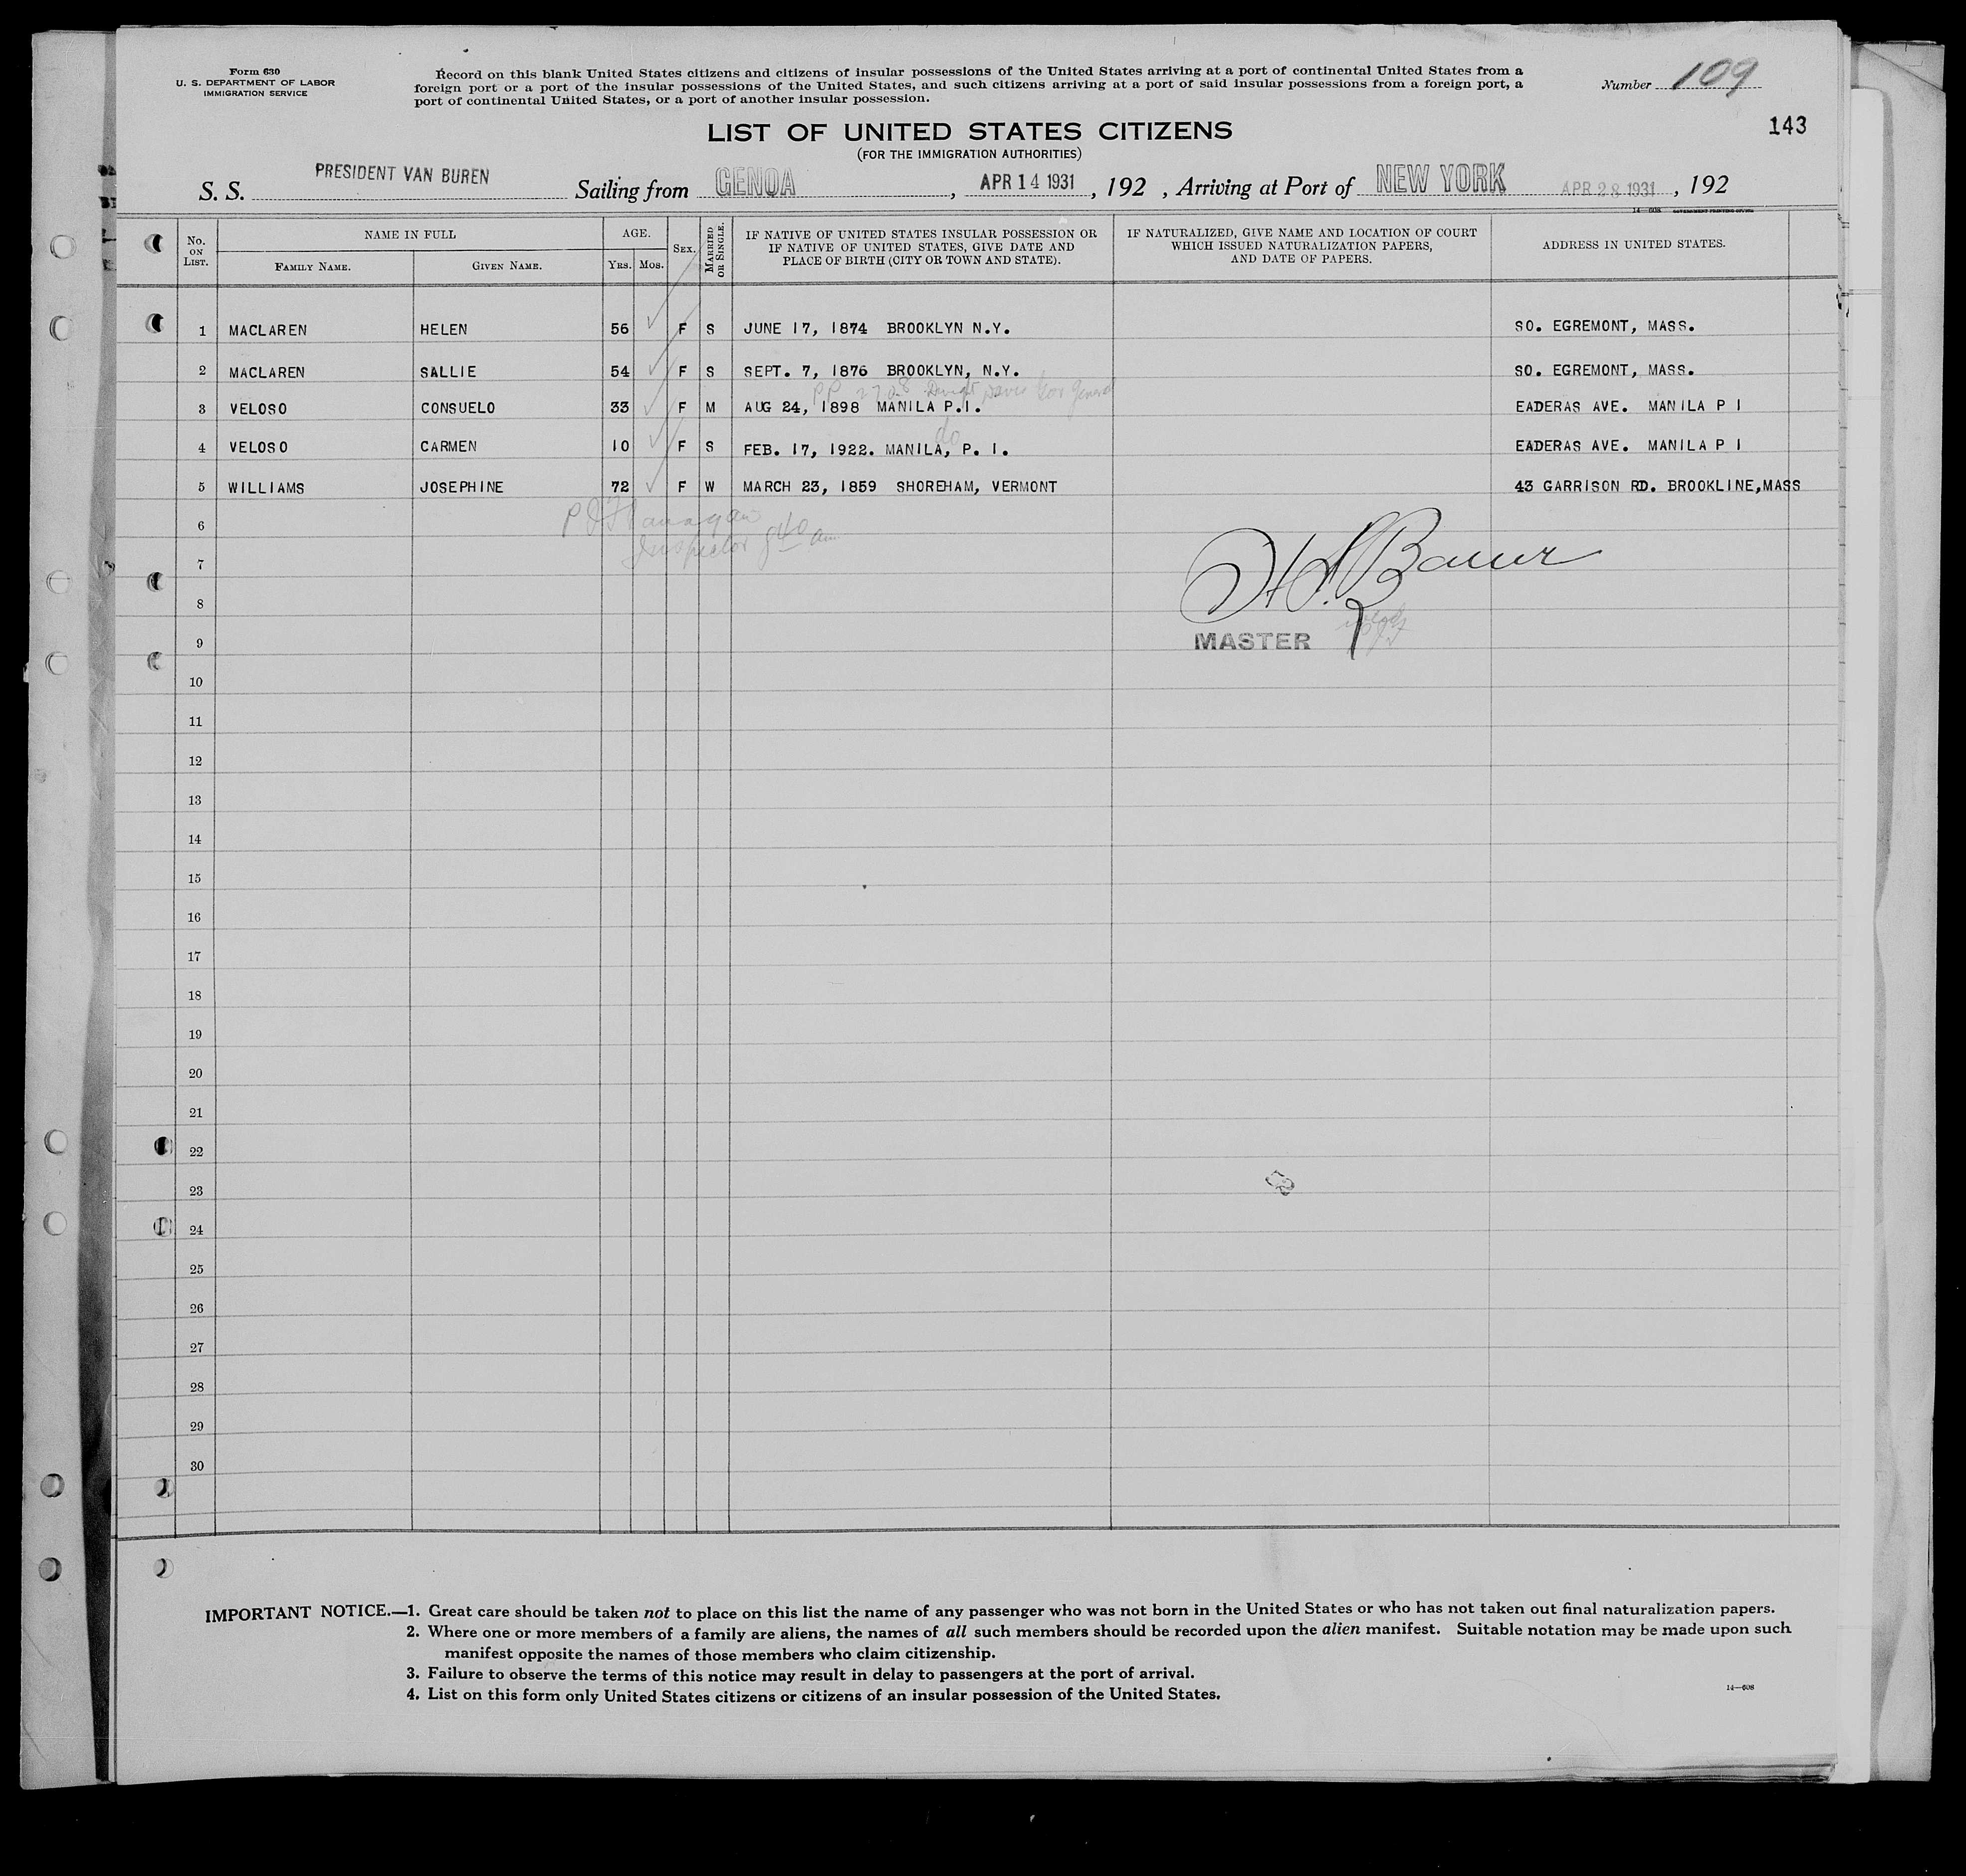 Form 630
U. S. DEPARTMENT OF LABOR
IMMIGRATION SERVICE
Record on this blank United States citizens and citizens of insular possessions of the United States arriving at a port of continental United States from a
foreign port or a port of the insular possessions of the United States, and such citizens arriving at a port of said insular possessions from a foreign port, a
port of continental United States, or a port of another insular possession.
Number 109
143
LIST OF UNITED STATES CITIZENS
(FOR THE IMMIGRATION AUTHORITIES)
S. S. PRESIDENT VAN BUREN Sailing from GENOA, APR 14 1931, 192 , Arriving at Port of NEW YORK APR 28 1931, 192
14—608 GOVERNMENT PRINTING OFFICE
No. ON LIST. NAME IN FULL AGE. SEX. MARRIED OR SINGLE. IF NATIVE OF UNITED STATES INSULAR POSSESSION OR IF NATIVE OF UNITED STATES, GIVE DATE AND PLACE OF BIRTH (CITY OR TOWN AND STATE). IF NATURALIZED, GIVE NAME AND LOCATION OF COURT WHICH ISSUED NATURALIZATION PAPERS, AND DATE OF PAPERS. ADDRESS IN UNITED STATES.
FAMILY NAME. GIVEN NAME. YRS. MOS.
1 MACLAREN HELEN 56 F S JUNE 17, 1874 BROOKLYN N.Y. SO. EGREMONT, MASS.
2 MACLAREN SALLIE 54 F S SEPT. 7, 1876 BROOKLYN, N.Y. SO. EGREMONT, MASS.
PP 2708 Dwight Davis Gov General
3 VELOSO CONSUELO 33 F M AUG 24, 1898 MANILA P.I. EADERAS AVE. MANILA P I
do
4 VELOSO CARMEN 10 F S FEB. 17, 1922. MANILA, P. I. EADERAS AVE. MANILA P I
5 WILLIAMS JOSEPHINE 72 F W MARCH 23, 1859 SHOREHAM, VERMONT 43 GARRISON RD. BROOKLINE,MASS
P J Flanagan
6
Inspector 8 40 am
7
8
9
MASTER
10
11
12
13
14
15
16
17
18
19
20
21
22
23
24
25
26
27
28
29
30
IMPORTANT NOTICE.—1. Great care should be taken not to place on this list the name of any passenger who was not born in the United States or who has not taken out final naturalization papers.
2. Where one or more members of a family are aliens, the names of all such members should be recorded upon the alien manifest. Suitable notation may be made upon such
manifest opposite the names of those members who claim citizenship.
3. Failure to observe the terms of this notice may result in delay to passengers at the port of arrival.
4. List on this form only United States citizens or citizens of an insular possession of the United States.
14—608